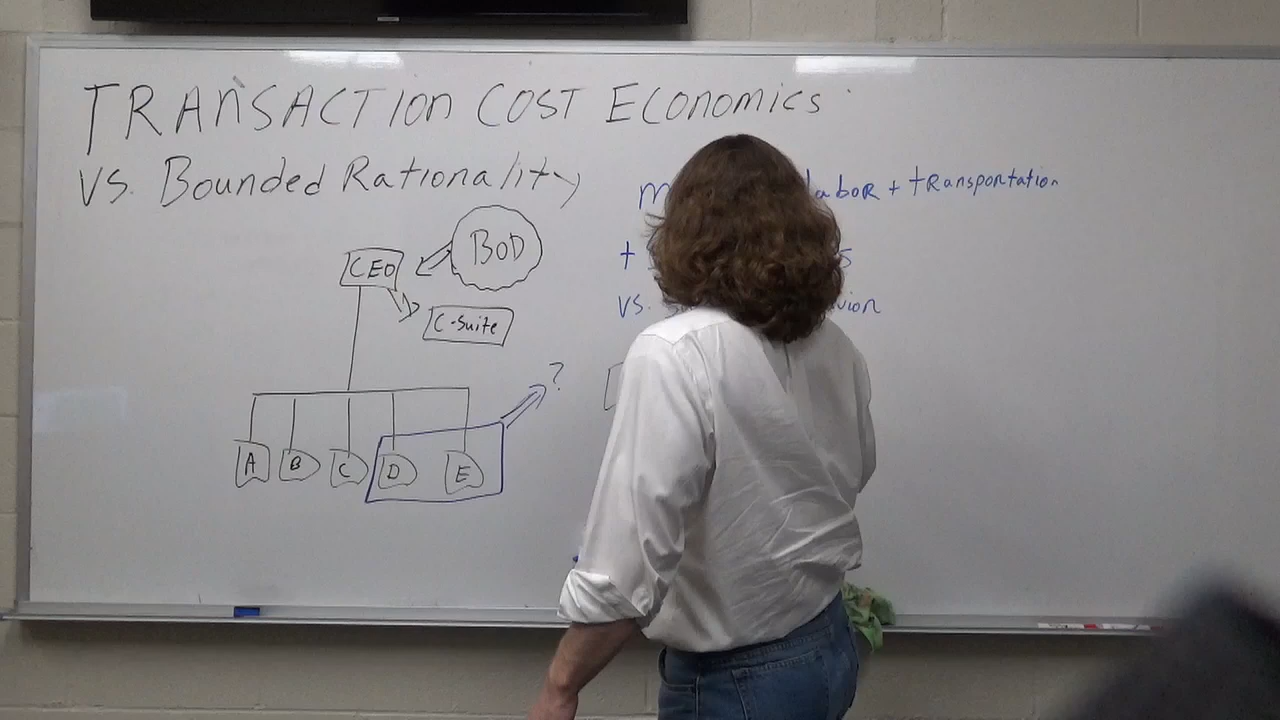 TRANSACTION COST ECONOMICS
VS. Bounded Rationality
labor + transportation
+
VS.
BOD
CEO
C-Suite
?
A B C D E